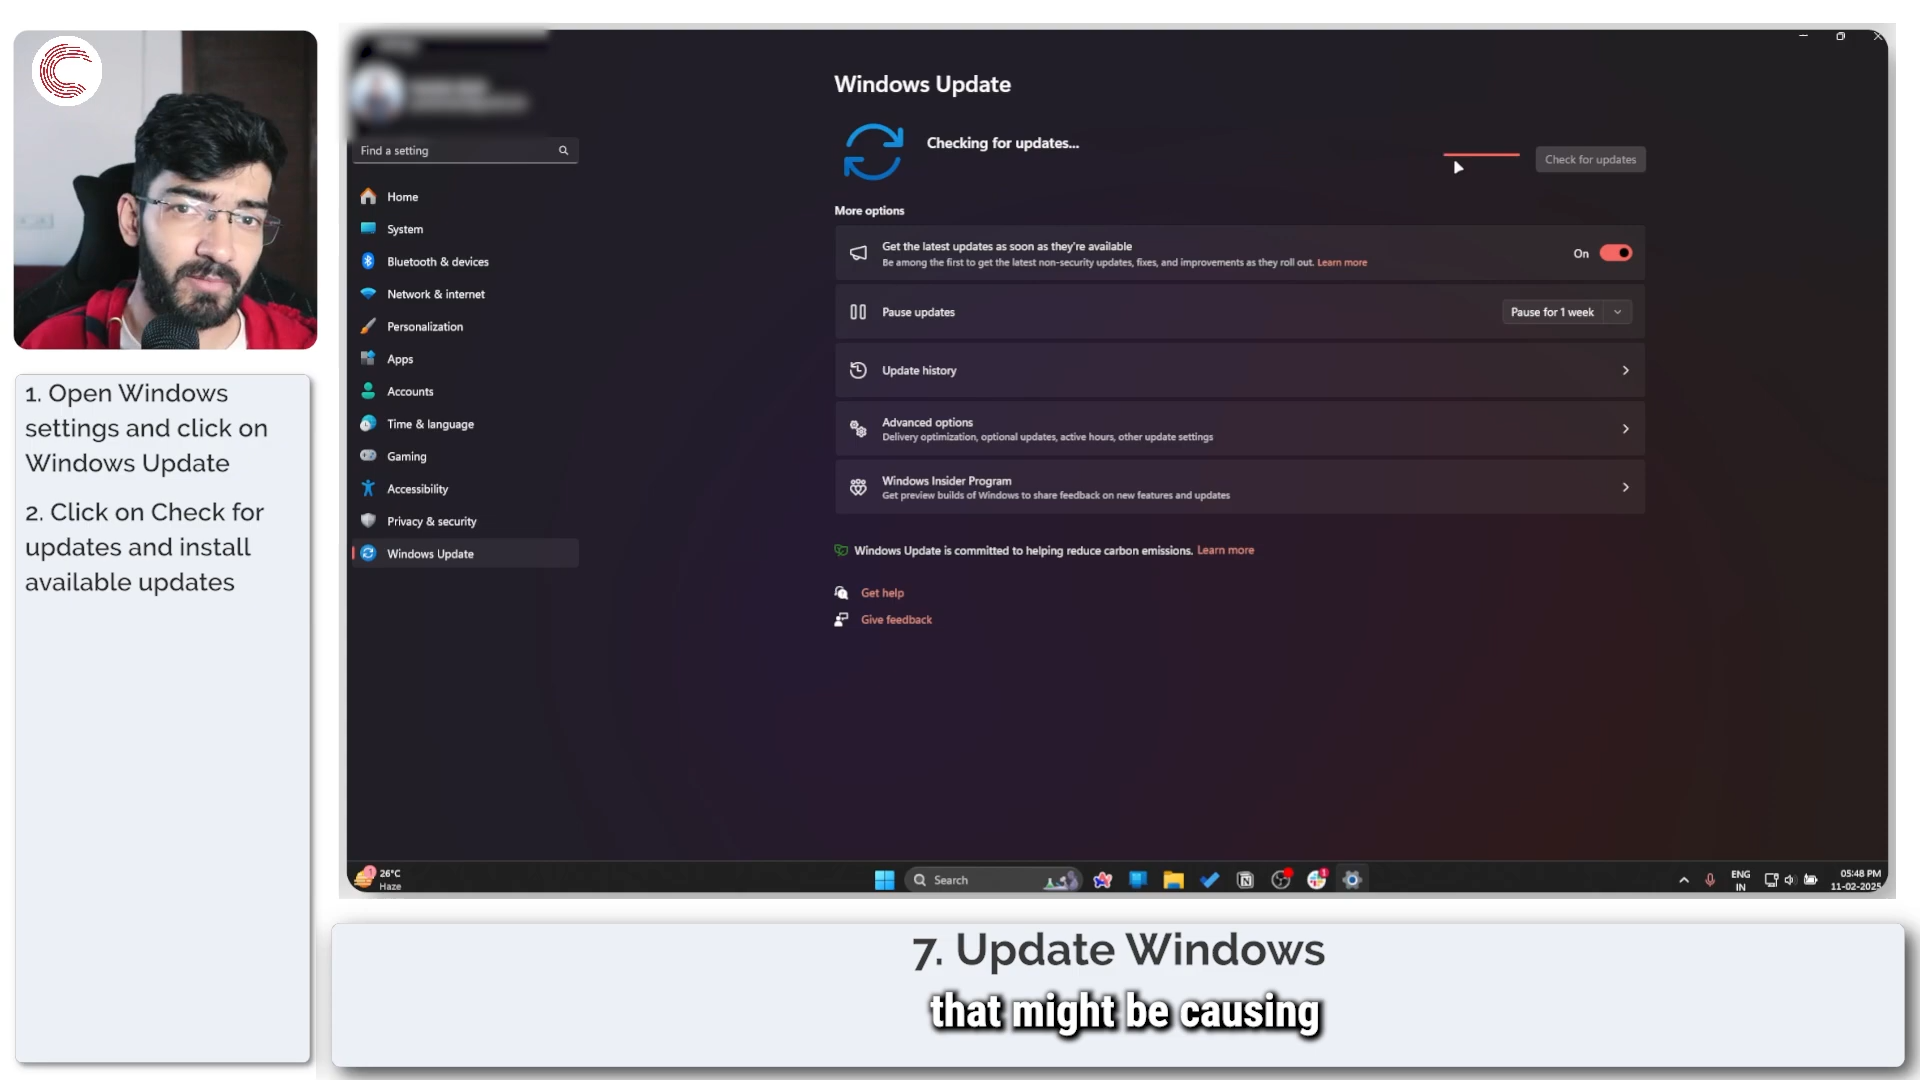 1. Open Windows
settings and click on
Windows Update
2. Click on Check for
updates and install
available updates
Find a setting
Home
System
Bluetooth & devices
Network & internet
Personalization
Apps
Accounts
Time & language
Gaming
Accessibility
Privacy & security
Windows Update
Windows Update
Checking for updates...
Check for updates
More options
Get the latest updates as soon as they're available
Be among the first to get the latest non-security updates, fixes, and improvements as they roll out. Learn more
On
Pause updates
Pause for 1 week
Update history
Advanced options
Delivery optimization, optional updates, active hours, other update settings
Windows Insider Program
Get preview builds of Windows to share feedback on new features and updates
Windows Update is committed to helping reduce carbon emissions. Learn more
Get help
Give feedback
1
26°C
Haze
Search
1
ENG
IN
05:48 PM
11-02-2025
7. Update Windows
that might be causing